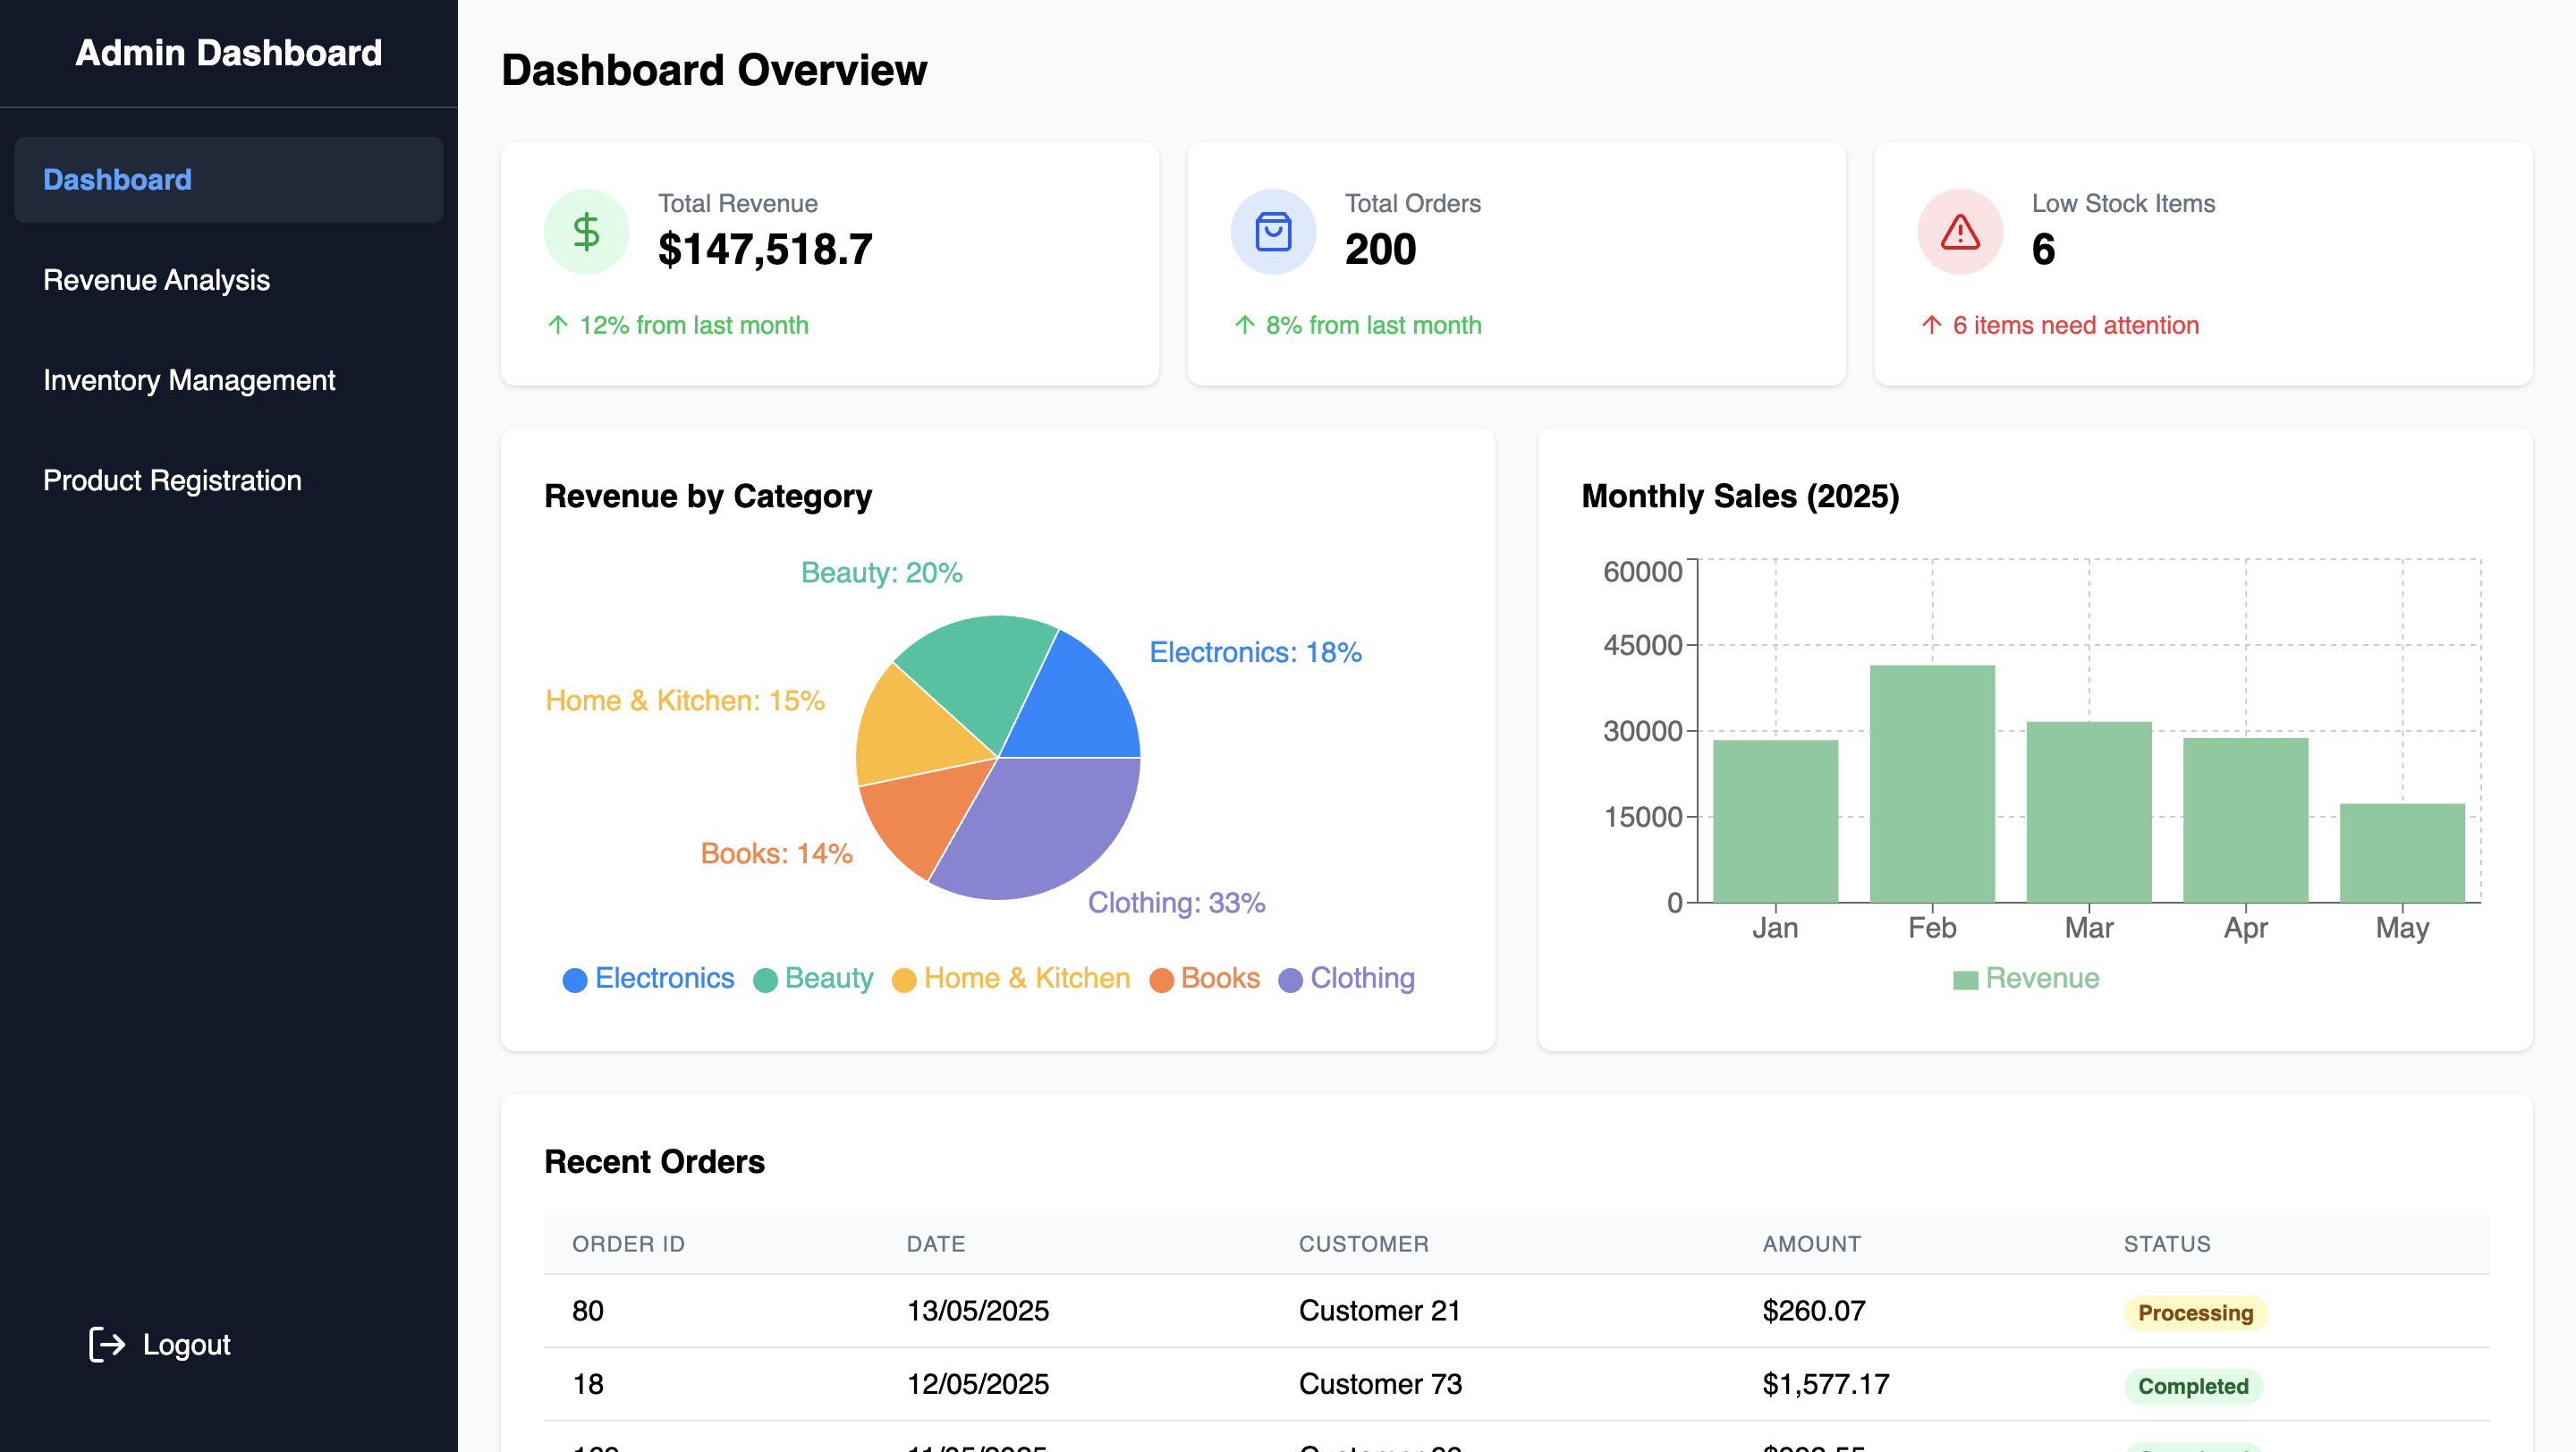 Admin Dashboard
Dashboard
Revenue Analysis
Inventory Management
Product Registration
Logout
Dashboard Overview
Total Revenue
$147,518.7
12% from last month
Total Orders
200
8% from last month
Low Stock Items
6
6 items need attention
Revenue by Category
Beauty: 20%
Electronics: 18%
Home & Kitchen: 15%
Books: 14%
Clothing: 33%
Electronics Beauty Home & Kitchen Books Clothing
Monthly Sales (2025)
60000
45000
30000
15000
0
Jan Feb Mar Apr May
Revenue
Recent Orders
ORDER ID DATE CUSTOMER AMOUNT STATUS
80 13/05/2025 Customer 21 $260.07 Processing
18 12/05/2025 Customer 73 $1,577.17 Completed